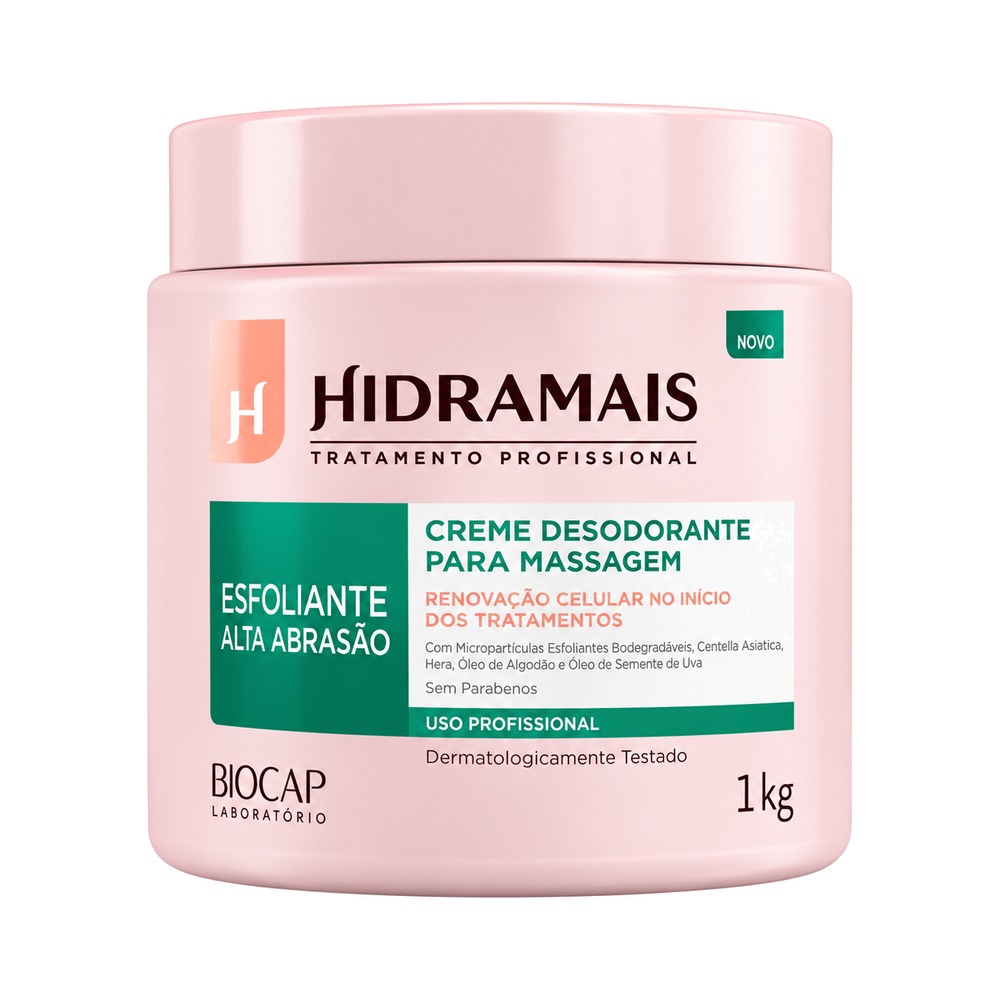 NOVO
H
HIDRAMAIS
TRATAMENTO PROFISSIONAL
ESFOLIANTE
ALTA ABRASÃO
CREME DESODORANTE
PARA MASSAGEM
RENOVAÇÃO CELULAR NO INÍCIO
DOS TRATAMENTOS
Com Micropartículas Esfoliantes Biodegradáveis, Centella Asiatica,
Hera, Óleo de Algodão e Óleo de Semente de Uva
Sem Parabenos
USO PROFISSIONAL
Dermatologicamente Testado
BIOCAP
LABORATÓRIO
1kg